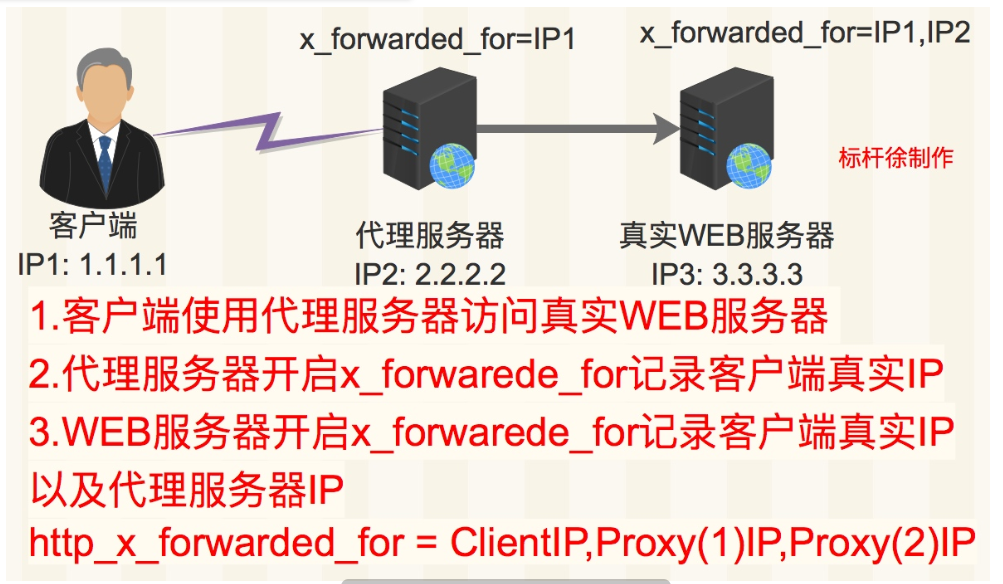 x_forwarded_for=IP1
x_forwarded_for=IP1,IP2
标杆徐制作
客户端
IP1: 1.1.1.1
代理服务器
IP2: 2.2.2.2
真实WEB服务器
IP3: 3.3.3.3
1.客户端使用代理服务器访问真实WEB服务器
2.代理服务器开启x_forwarede_for记录客户端真实IP
3.WEB服务器开启x_forwarede_for记录客户端真实IP
以及代理服务器IP
http_x_forwarded_for = ClientIP,Proxy(1)IP,Proxy(2)IP